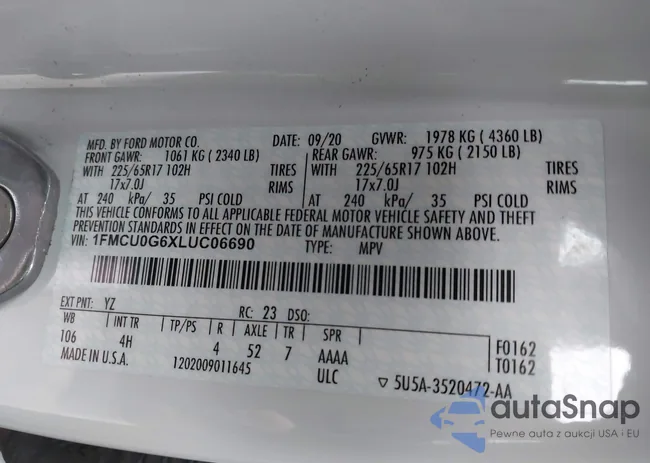 MFD. BY FORD MOTOR CO. DATE: 09/20 GVWR: 1978 KG ( 4360 LB)
FRONT GAWR: 1061 KG ( 2340 LB) REAR GAWR: 975 KG ( 2150 LB)
WITH 225/65R17 102H TIRES WITH 225/65R17 102H TIRES
17x7.0J RIMS 17x7.0J RIMS
AT 240 kPa/ 35 PSI COLD AT 240 kPa/ 35 PSI COLD
THIS VEHICLE CONFORMS TO ALL APPLICABLE FEDERAL MOTOR VEHICLE SAFETY AND THEFT
PREVENTION STANDARDS IN EFFECT ON THE DATE OF MANUFACTURE SHOWN ABOVE.
VIN: 1FMCU0G6XLUC06690 TYPE: MPV
EXT PNT: YZ RC: 23 DSO:
WB INT TR TP/PS R AXLE TR SPR
106 4H 4 52 7 AAAA
F0162
T0162
MADE IN U.S.A. 1202009011645 ULC ▽ 5U5A-3520472-AA
autaSnap
Pewne auta z aukcji USA i EU